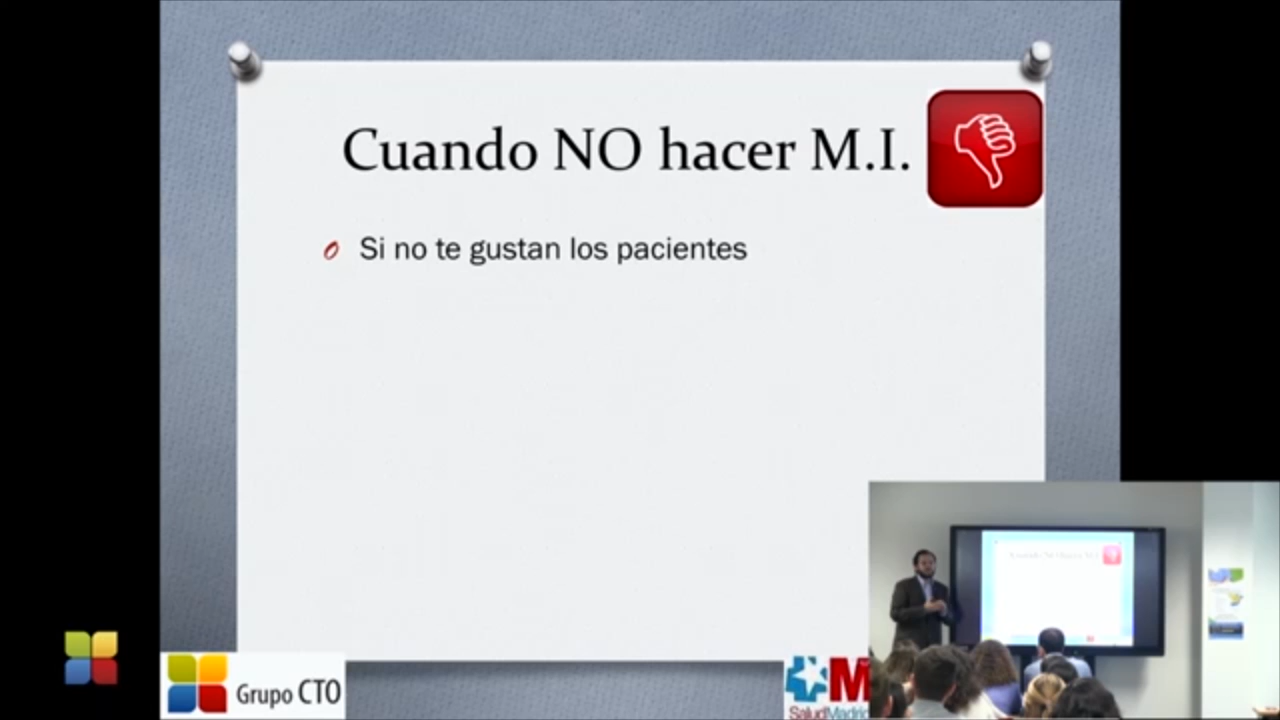 Cuando NO hacer M.I.
Si no te gustan los pacientes
Grupo CTO
M
SaludMadrid